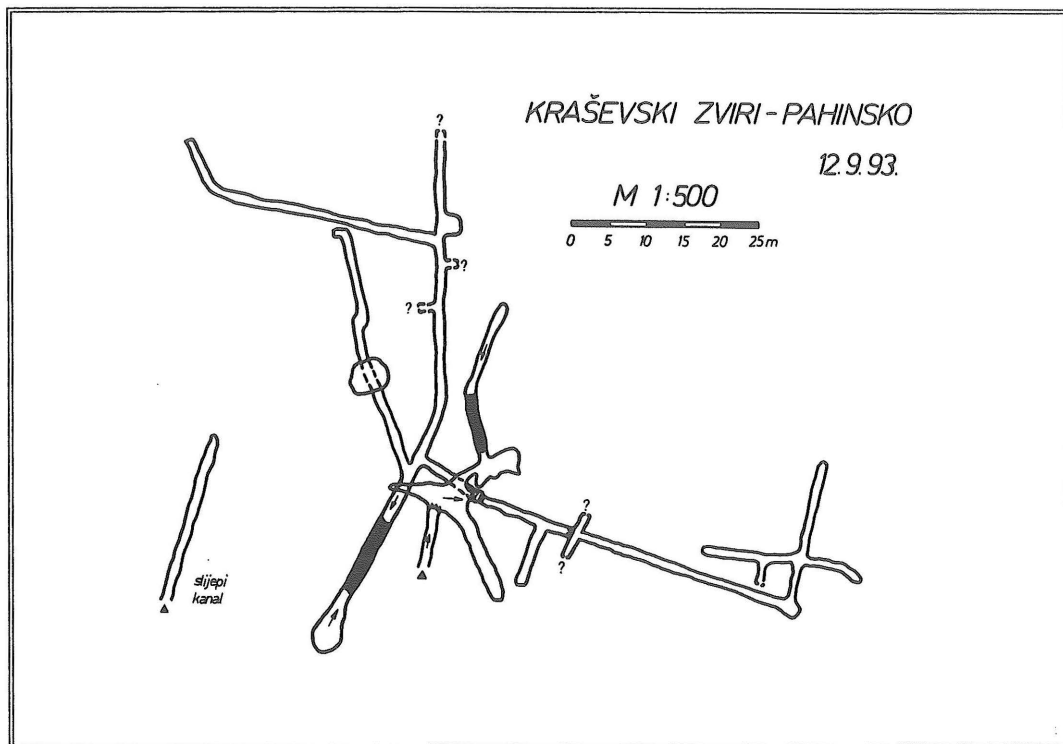 KRAŠEVSKI ZVIRI - PAHINSKO
12.9.93.
M 1:500
0 5 10 15 20 25m
?
?
?
?
?
slijepi
kanal